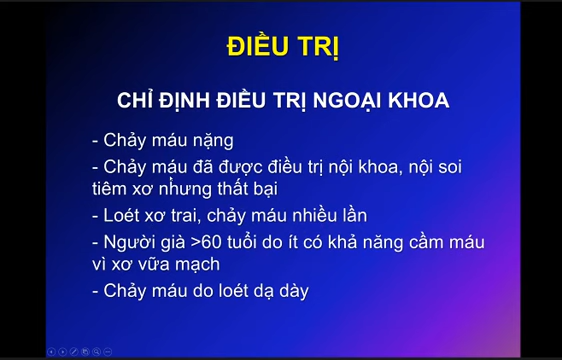 ĐIỀU TRỊ
CHỈ ĐỊNH ĐIỀU TRỊ NGOẠI KHOA
- Chảy máu nặng
- Chảy máu đã được điều trị nội khoa, nội soi
tiêm xơ nhưng thất bại
- Loét xơ trai, chảy máu nhiều lần
- Người già >60 tuổi do ít có khả năng cầm máu
vì xơ vữa mạch
- Chảy máu do loét dạ dày